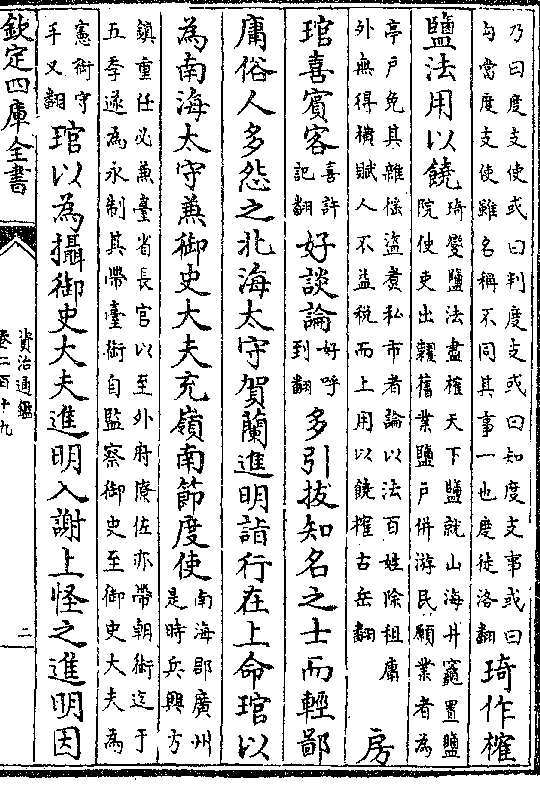 乃曰度支使或曰判度支或曰知度支事或曰
勾當度支使雖名稱不同其事一也度徒洛翻
琦作榷
鹽法用以饒
琦變鹽法盡榷天下鹽就山海井竈置鹽
院使吏出糶舊業鹽戶併游民願業者為
亭戶免其雜徭盜煮私市者論以法百姓除租庸
外無得橫賦人不益稅而上用以饒榷古岳翻
房
琯喜賓客
喜許
記翻
好談論
好呼
到翻
多引拔知名之士而輕鄙
庸俗人多怨之北海太守賀蘭進明詣行在上命琯以
為南海太守兼御史大夫充嶺南節度使
南海郡廣州
是時兵興方
鎮重任必兼臺省長官以至外府僚佐亦帶朝銜迄于
五季遂為永制其帶臺銜自監察御史至御史大夫為
憲銜守
手又翻
琯以為攝御史大夫進明入謝上怪之進明因
欽定四庫全書
資治通鑑
卷二百十九
二